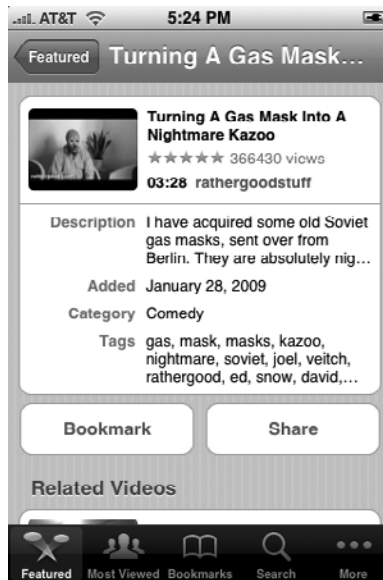 AT&T 5:24 PM
Featured Turning A Gas Mask...
Turning A Gas Mask Into A
Nightmare Kazoo
366430 views
03:28 rathergoodstuff
Description I have acquired some old Soviet
gas masks, sent over from
Berlin. They are absolutely nig...
Added January 28, 2009
Category Comedy
Tags gas, mask, masks, kazoo,
nightmare, soviet, joel, veitch,
rathergood, ed, snow, david,...
Bookmark Share
Related Videos
Featured Most Viewed Bookmarks Search More